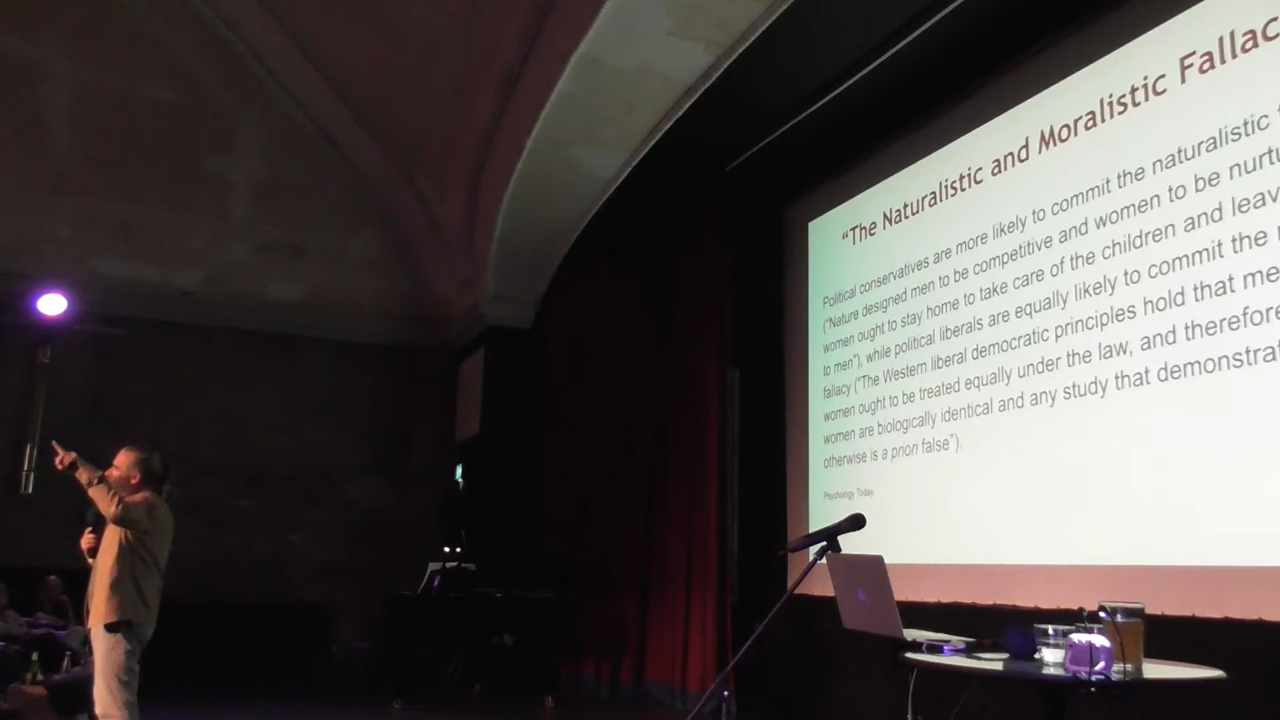 “The Naturalistic and Moralistic Fallac
Political conservatives are more likely to commit the naturalistic
(“Nature designed men to be competitive and women to be nurtu
women ought to stay home to take care of the children and leav
to men”), while political liberals are equally likely to commit the
fallacy (“The Western liberal democratic principles hold that me
women ought to be treated equally under the law, and therefore
women are biologically identical and any study that demonstrat
otherwise is a priori false”).
Psychology Today